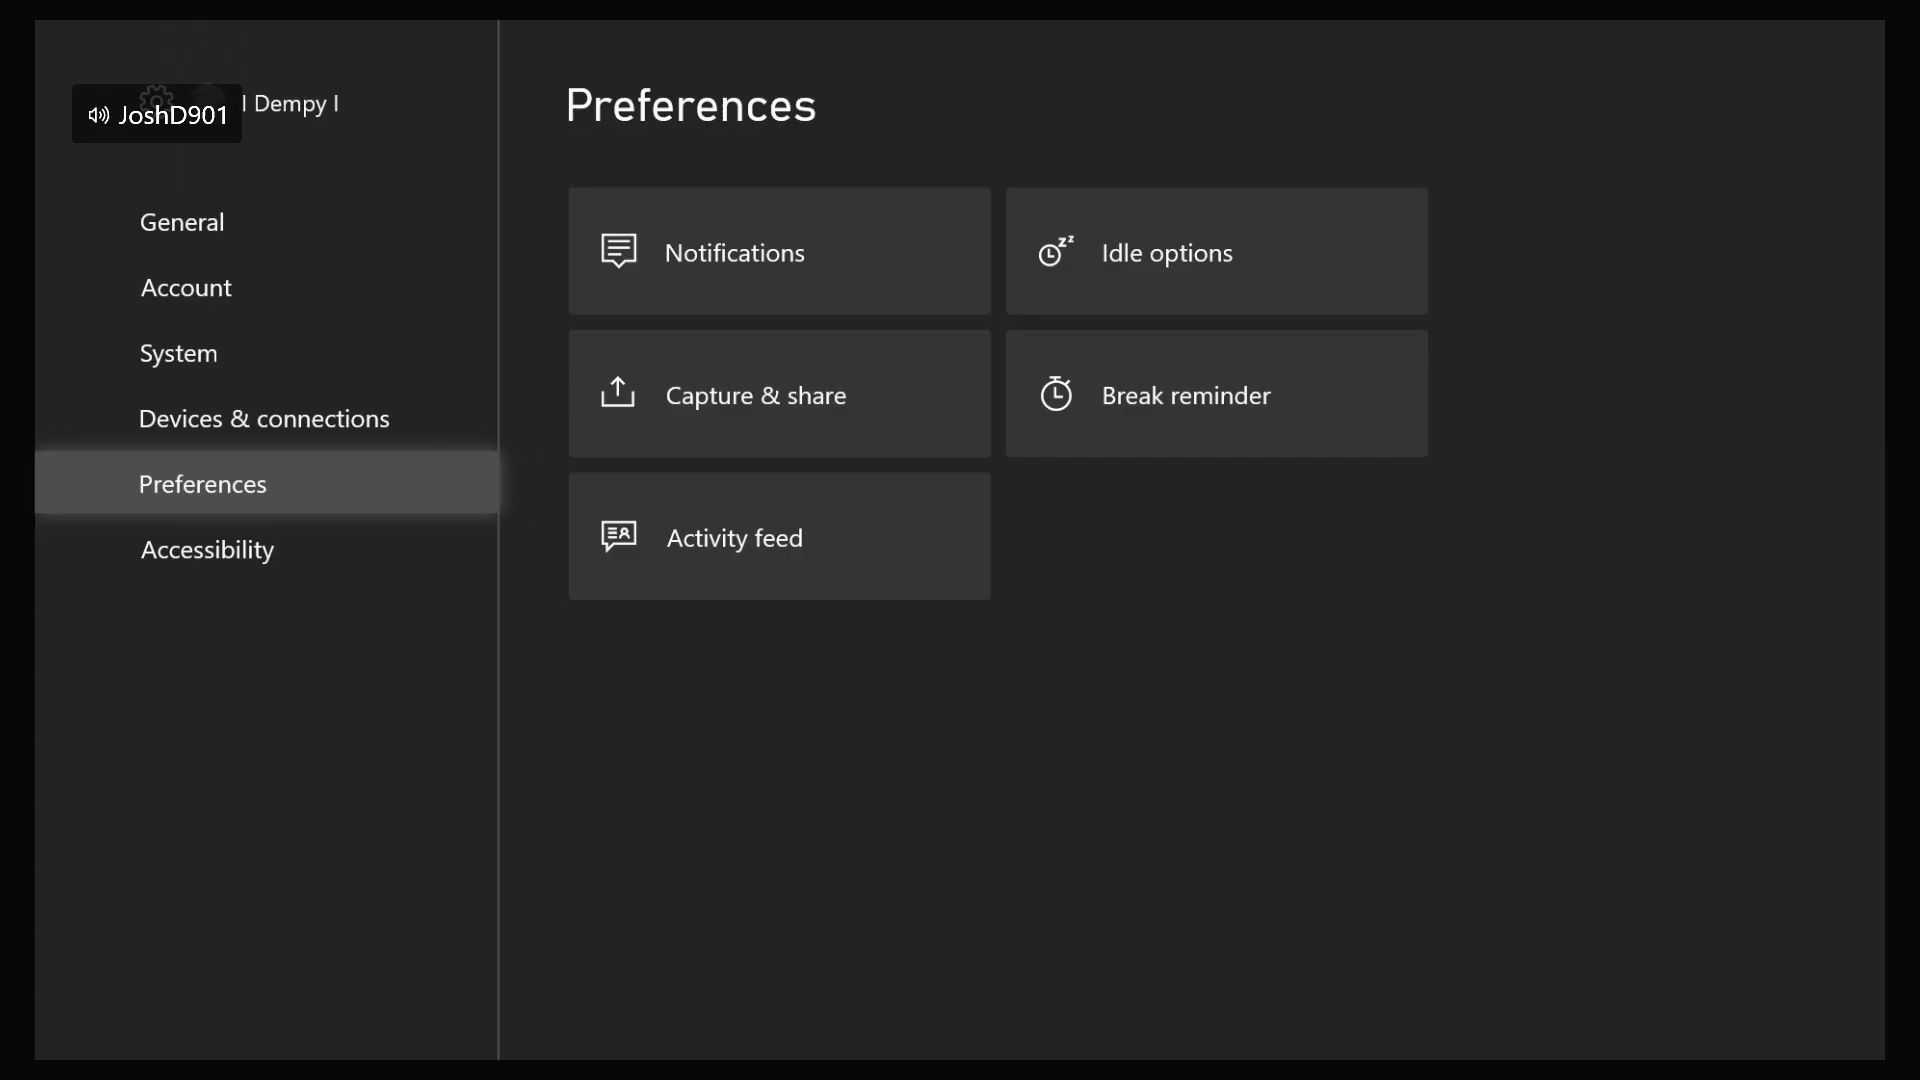 JoshD901
l Dempy l
General
Account
System
Devices & connections
Preferences
Accessibility
Preferences
Notifications
Idle options
Capture & share
Break reminder
Activity feed